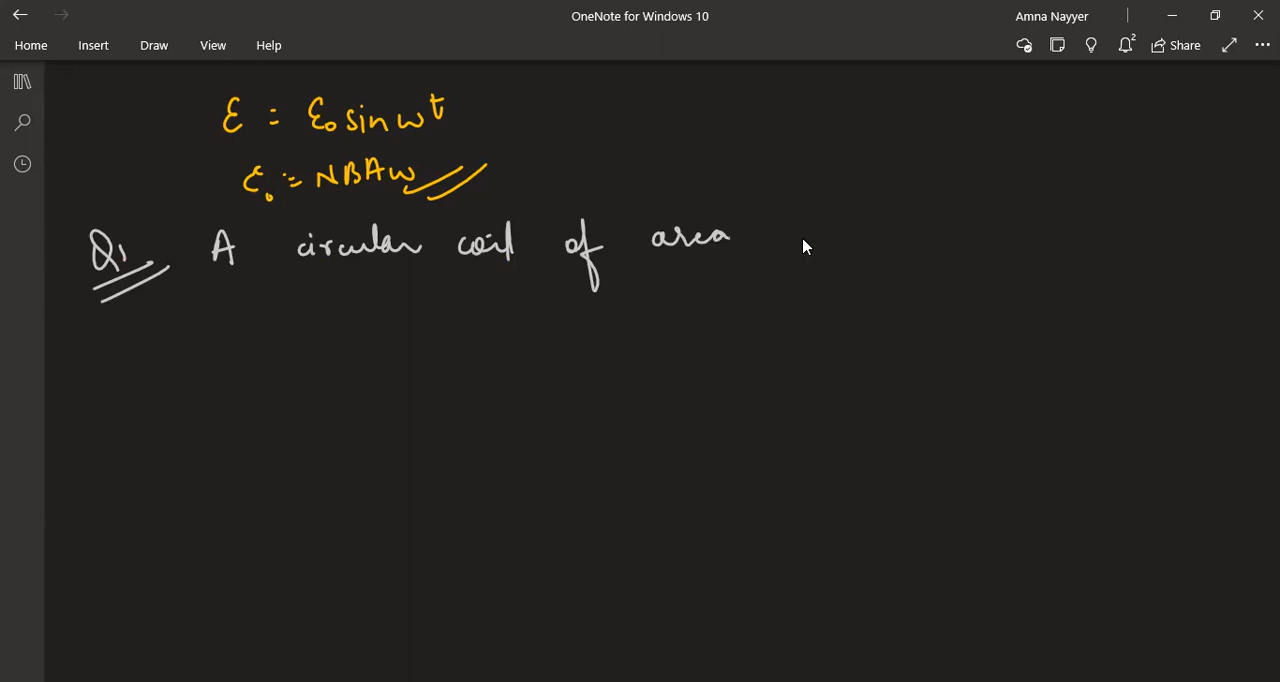 OneNote for Windows 10
Amna Nayyer
Home Insert Draw View Help
2 Share
ε = ε₀ sin ωt
ε₀ = NBAω
Q1 A circular coil of area